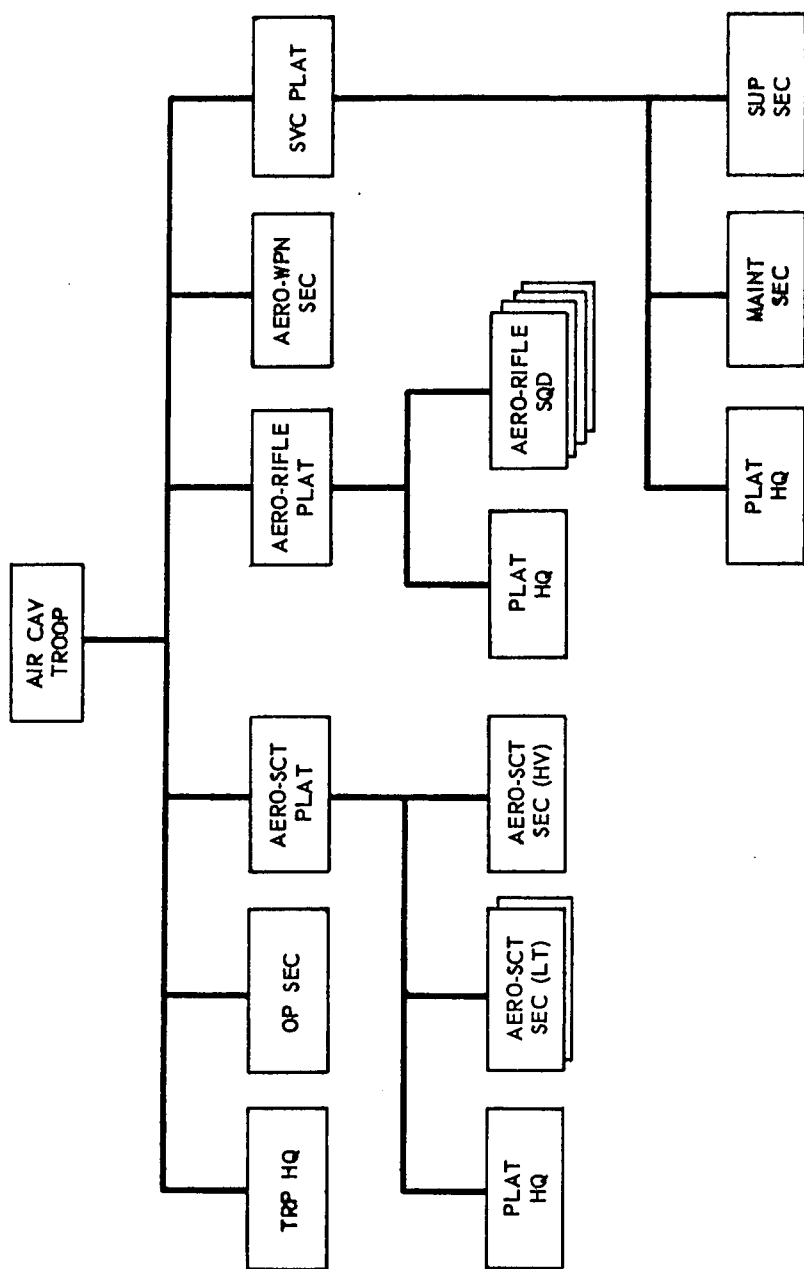 AIR CAV
TROOP
TRP HQ
OP SEC
AERO-SCT
PLAT
AERO-RIFLE
PLAT
AERO-WPN
SEC
SVC PLAT
PLAT
HQ
AERO-SCT
SEC (LT)
AERO-SCT
SEC (HV)
PLAT
HQ
AERO-RIFLE
SQD
PLAT
HQ
MAINT
SEC
SUP
SEC